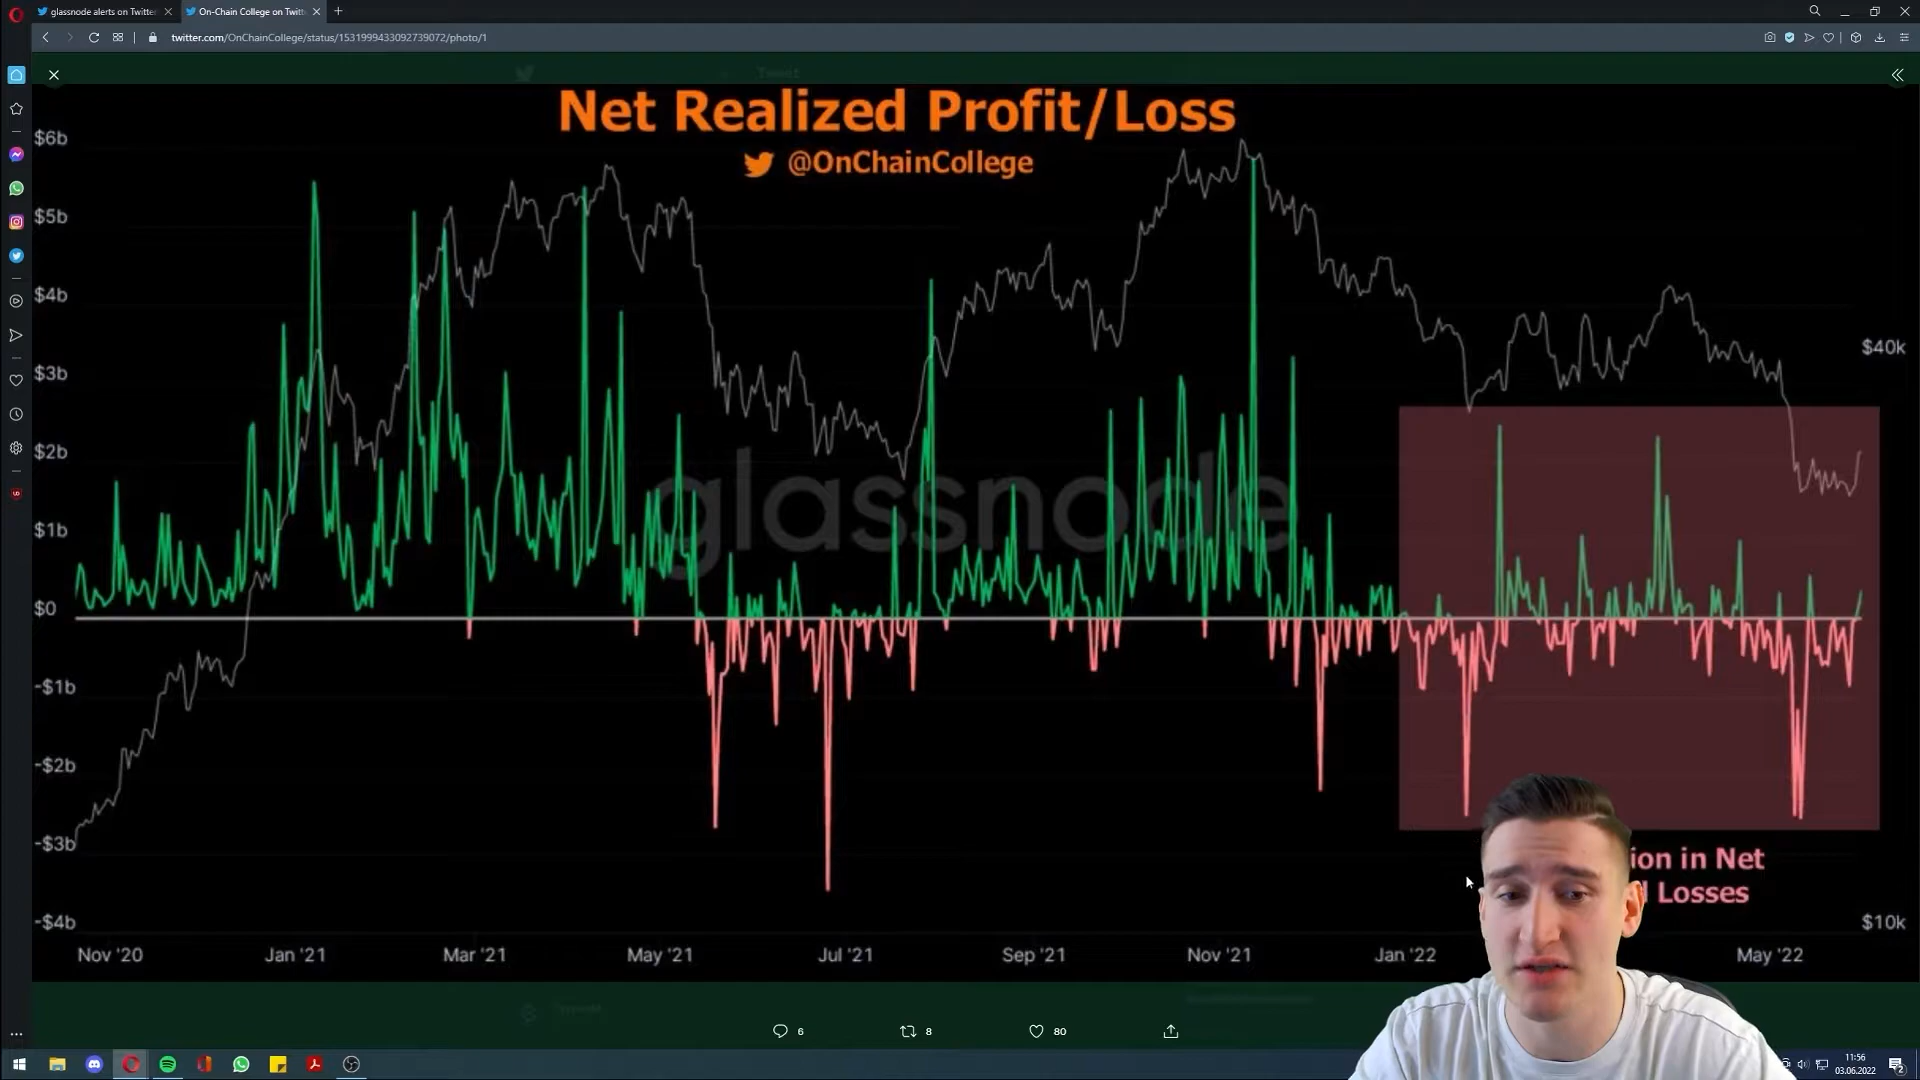 glassnode alerts on Twitter
On-Chain College on Twitt
twitter.com/OnChainCollege/status/1531999433092739072/photo/1
Net Realized Profit/Loss
@OnChainCollege
$6b
$5b
$4b
$3b
$2b
$1b
$0
-$1b
-$2b
-$3b
-$4b
$40k
$10k
glassnode
ion in Net
Losses
Nov '20
Jan '21
Mar '21
May '21
Jul '21
Sep '21
Nov '21
Jan '22
May '22
6
8
80
11:56
03.06.2022